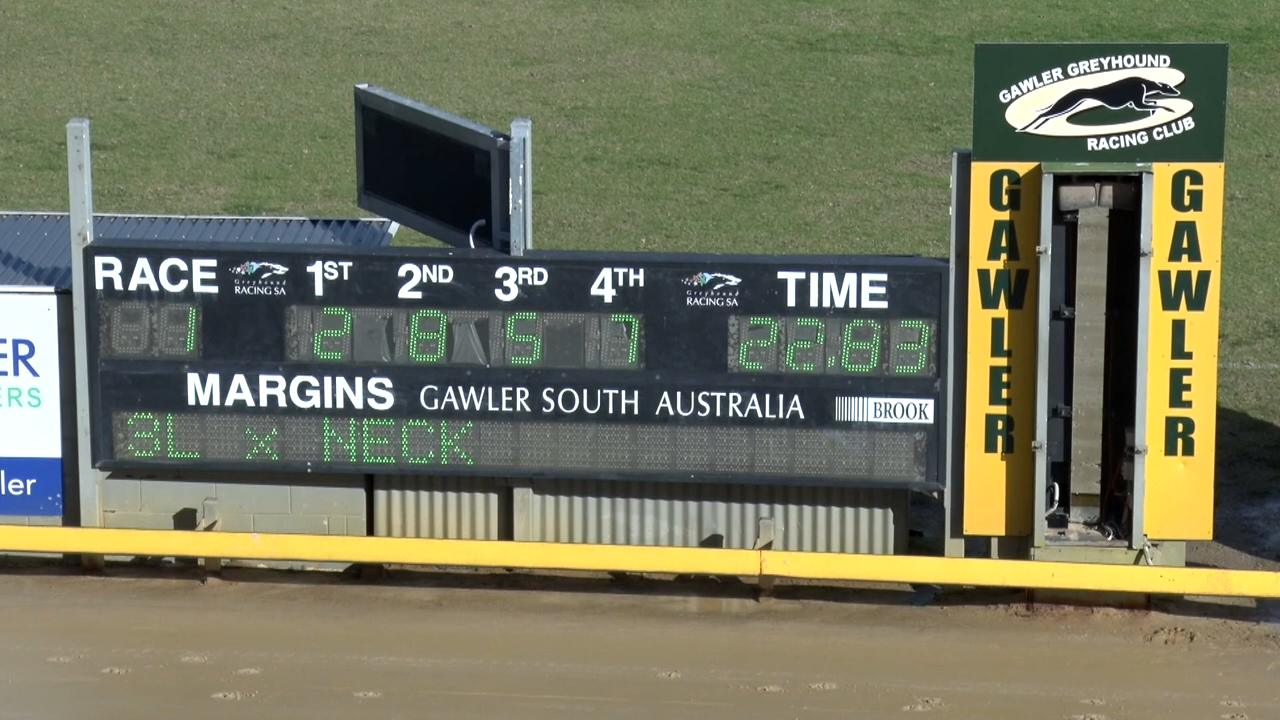 GAWLER GREYHOUND
RACING CLUB
GAWLER
GAWLER
RACE
Greyhound
RACING SA
1ST 2ND 3RD 4TH
Greyhound
RACING SA
TIME
1 2 8 5 7 22.83
MARGINS GAWLER SOUTH AUSTRALIA BROOK
3L x NECK
ER
ERS
ler